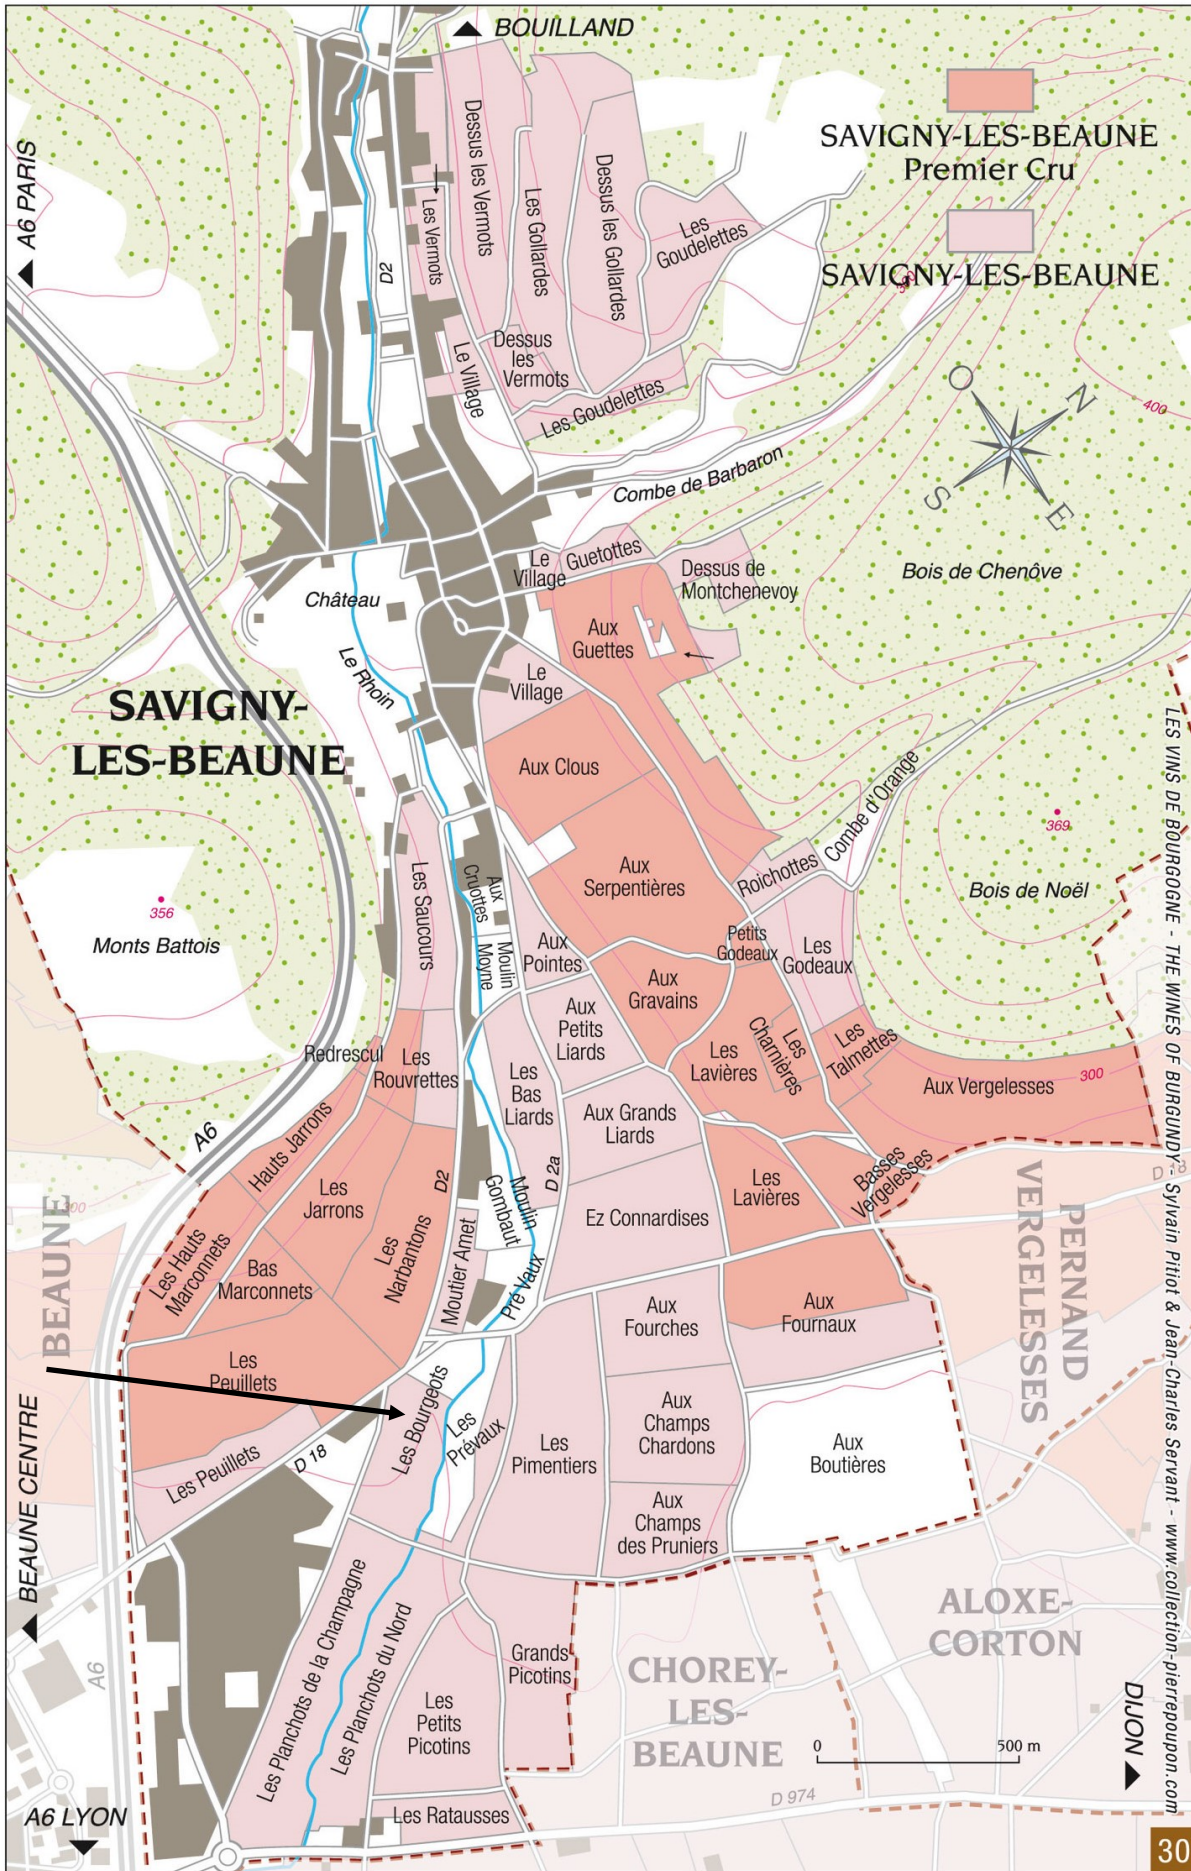 BOUILLAND
A6 PARIS
SAVIGNY-LES-BEAUNE
Premier Cru
SAVIGNY-LES-BEAUNE
Dessus les Vermots
Les Gollardes
Dessus les Gollardes
Les
Goudelettes
Les Vermots
D2
Le Village
Dessus
les
Vermots
Les Goudelettes
Combe de Barbaron
390
400
O
N
S
E
Le
Village
Guetottes
Dessus de
Montchenevoy
Bois de Chenôve
Château
Le Rhoin
Aux
Guettes
Le
Village
SAVIGNY-
LES-BEAUNE
Aux Clous
Combe d'Orange
369
Bois de Noël
Aux
Serpentières
Roichottes
Les Saucours
Aux
Cruottes
Moulin
Moyne
356
Monts Battois
Aux
Pointes
Petits
Godeaux
Les
Godeaux
Aux
Gravains
Aux
Petits
Liards
Redrescul
Les
Rouvrettes
Les
Lavières
Les
Charnières
Les
Talmettes
Aux Vergelesses
300
Les
Bas
Liards
Aux Grands
Liards
Hauts Jarrons
A6
Les
Jarrons
D2
Moulin
Gombaut
D 2a
Les
Lavières
Basses
Vergelesses
D 18
300
BEAUNE
Les Hauts
Marconnets
Bas
Marconnets
Les
Narbantons
Moutier Amet
Pré Vaux
Ez Connardises
PERNAND
VERGELESSES
Aux
Fourches
Aux
Fournaux
Les
Peuillets
Les Bourgeots
Les
Prévaux
Les
Pimentiers
Aux
Champs
Chardons
Aux
Boutières
Les Peuillets
D 18
BEAUNE CENTRE
Aux
Champs
des Pruniers
Les Planchots de la Champagne
Les Planchots du Nord
Grands
Picotins
Les
Petits
Picotins
CHOREY-
LES-
BEAUNE
ALOXE-
CORTON
A6
0
500 m
DIJON
D 974
A6 LYON
Les Ratausses
LES VINS DE BOURGOGNE - THE WINES OF BURGUNDY - Sylvain Pitiot & Jean-Charles Servant - www.collection-pierrepoupon.com
30